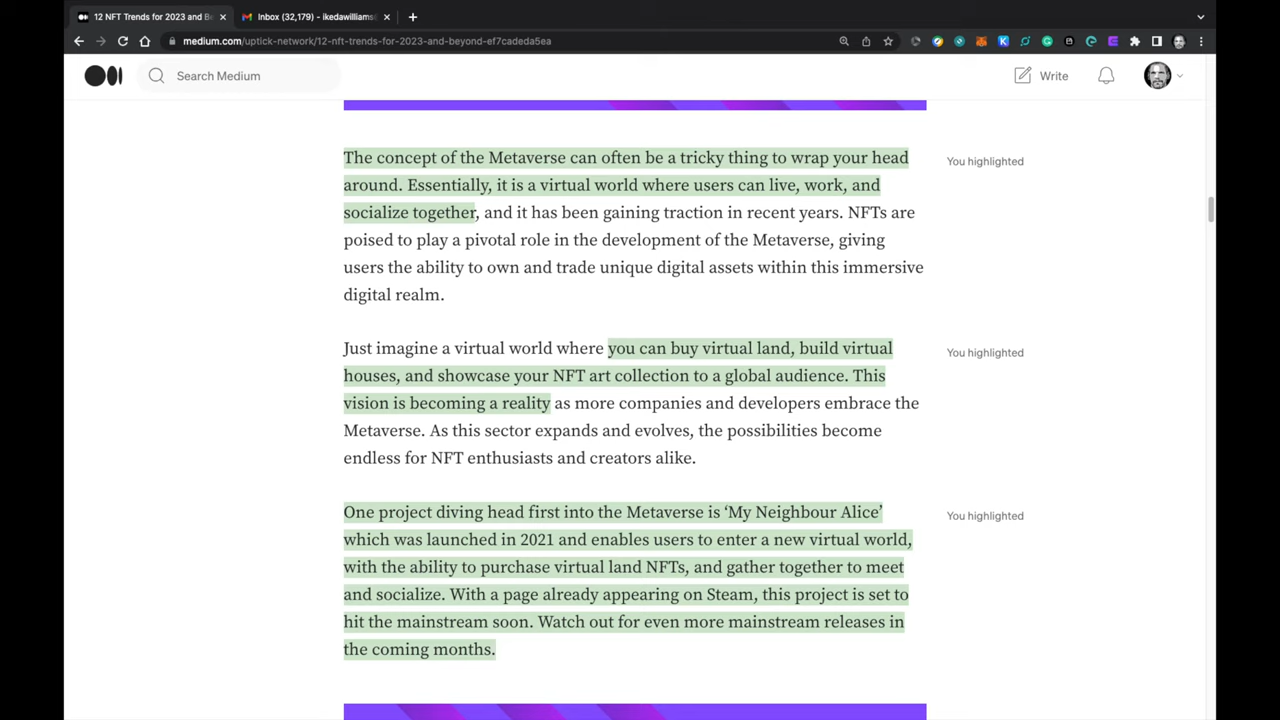 12 NFT Trends for 2023 and Be
Inbox (32,179) - ikedawilliams
medium.com/uptick-network/12-nft-trends-for-2023-and-beyond-ef7cadeda5ea
Search Medium
Write
The concept of the Metaverse can often be a tricky thing to wrap your head
You highlighted
around. Essentially, it is a virtual world where users can live, work, and
socialize together, and it has been gaining traction in recent years. NFTs are
poised to play a pivotal role in the development of the Metaverse, giving
users the ability to own and trade unique digital assets within this immersive
digital realm.
Just imagine a virtual world where you can buy virtual land, build virtual
You highlighted
houses, and showcase your NFT art collection to a global audience. This
vision is becoming a reality as more companies and developers embrace the
Metaverse. As this sector expands and evolves, the possibilities become
endless for NFT enthusiasts and creators alike.
One project diving head first into the Metaverse is ‘My Neighbour Alice’
You highlighted
which was launched in 2021 and enables users to enter a new virtual world,
with the ability to purchase virtual land NFTs, and gather together to meet
and socialize. With a page already appearing on Steam, this project is set to
hit the mainstream soon. Watch out for even more mainstream releases in
the coming months.